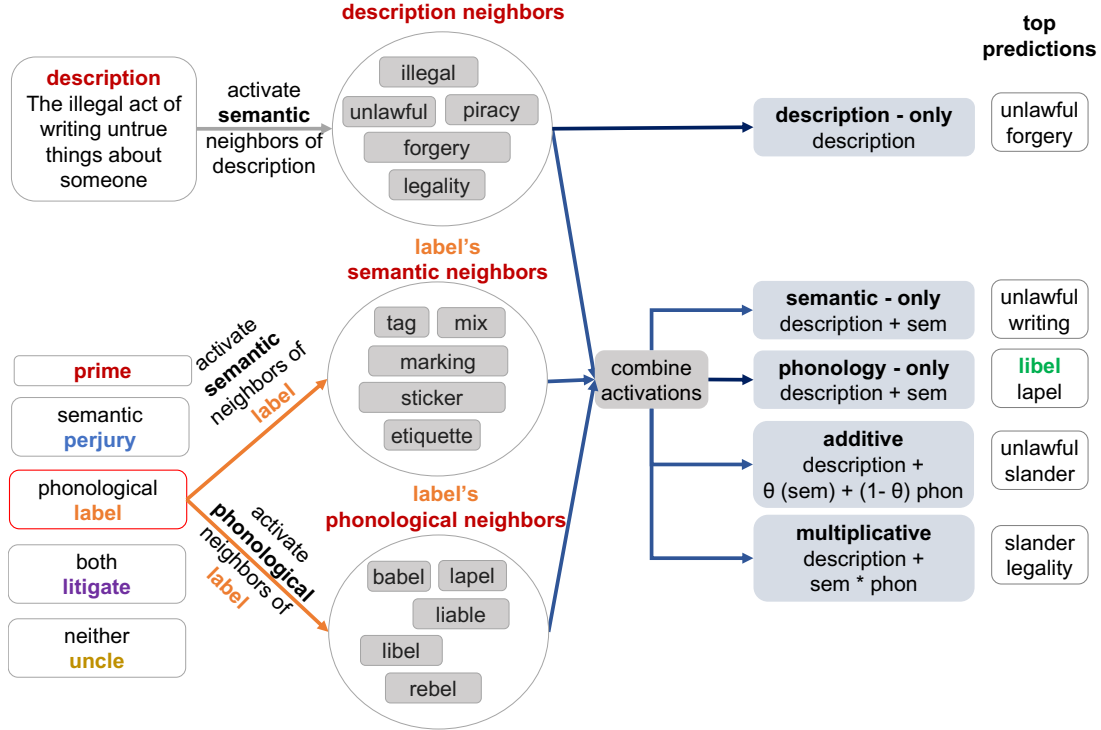 description neighbors
top
predictions
description
The illegal act of
writing untrue
things about
someone
activate
semantic
neighbors of
description
illegal
unlawful
piracy
forgery
legality
description - only
description
unlawful
forgery
label's
semantic neighbors
tag
mix
marking
sticker
etiquette
activate
semantic
neighbors of
label
prime
semantic
perjury
phonological
label
both
litigate
neither
uncle
activate
phonological
neighbors of
label
label's
phonological neighbors
babel
lapel
liable
libel
rebel
combine
activations
semantic - only
description + sem
unlawful
writing
phonology - only
description + sem
libel
lapel
additive
description +
θ (sem) + (1- θ) phon
unlawful
slander
multiplicative
description +
sem * phon
slander
legality